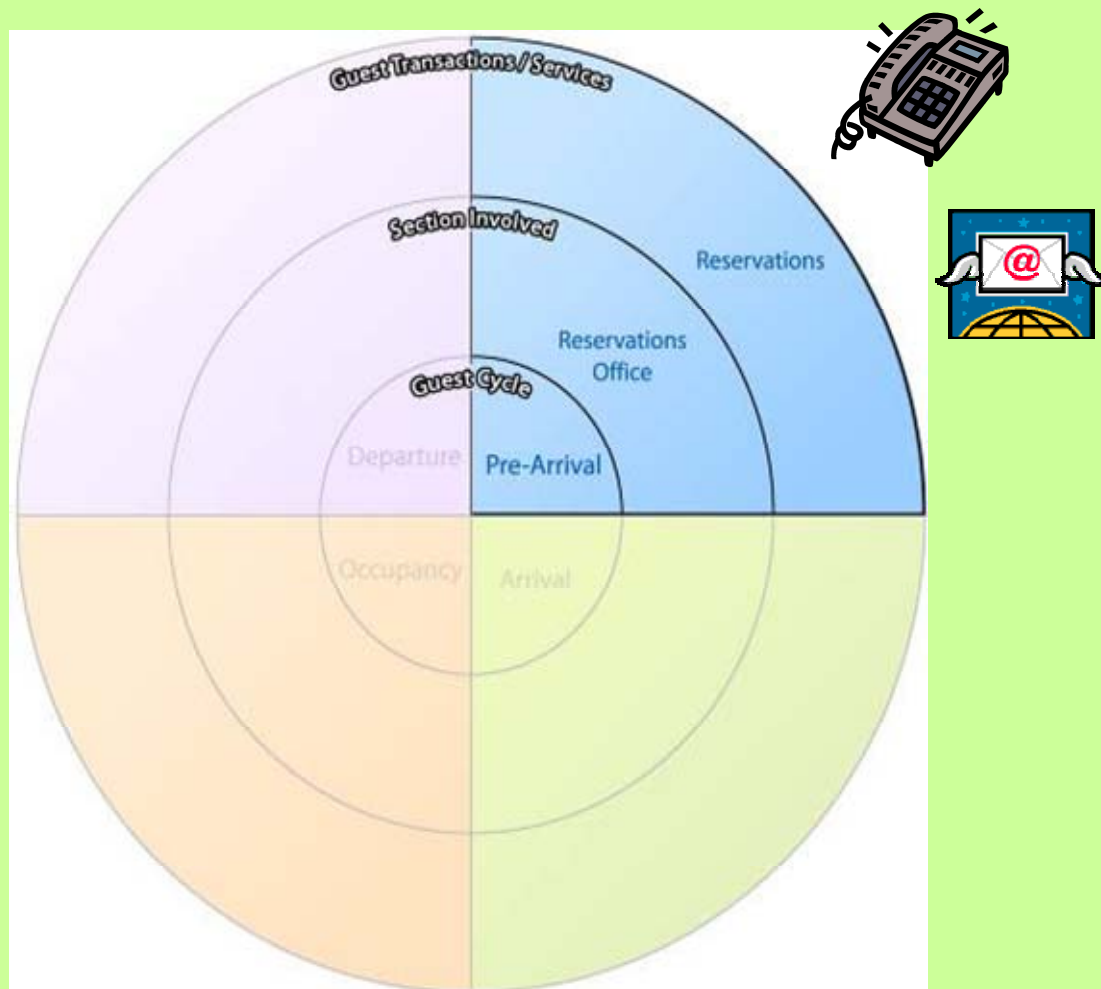 Guest Transactions / Services
Section Involved
Reservations
Reservations
Office
Guest Cycle
Departure
Pre-Arrival
Occupancy
Arrival
@